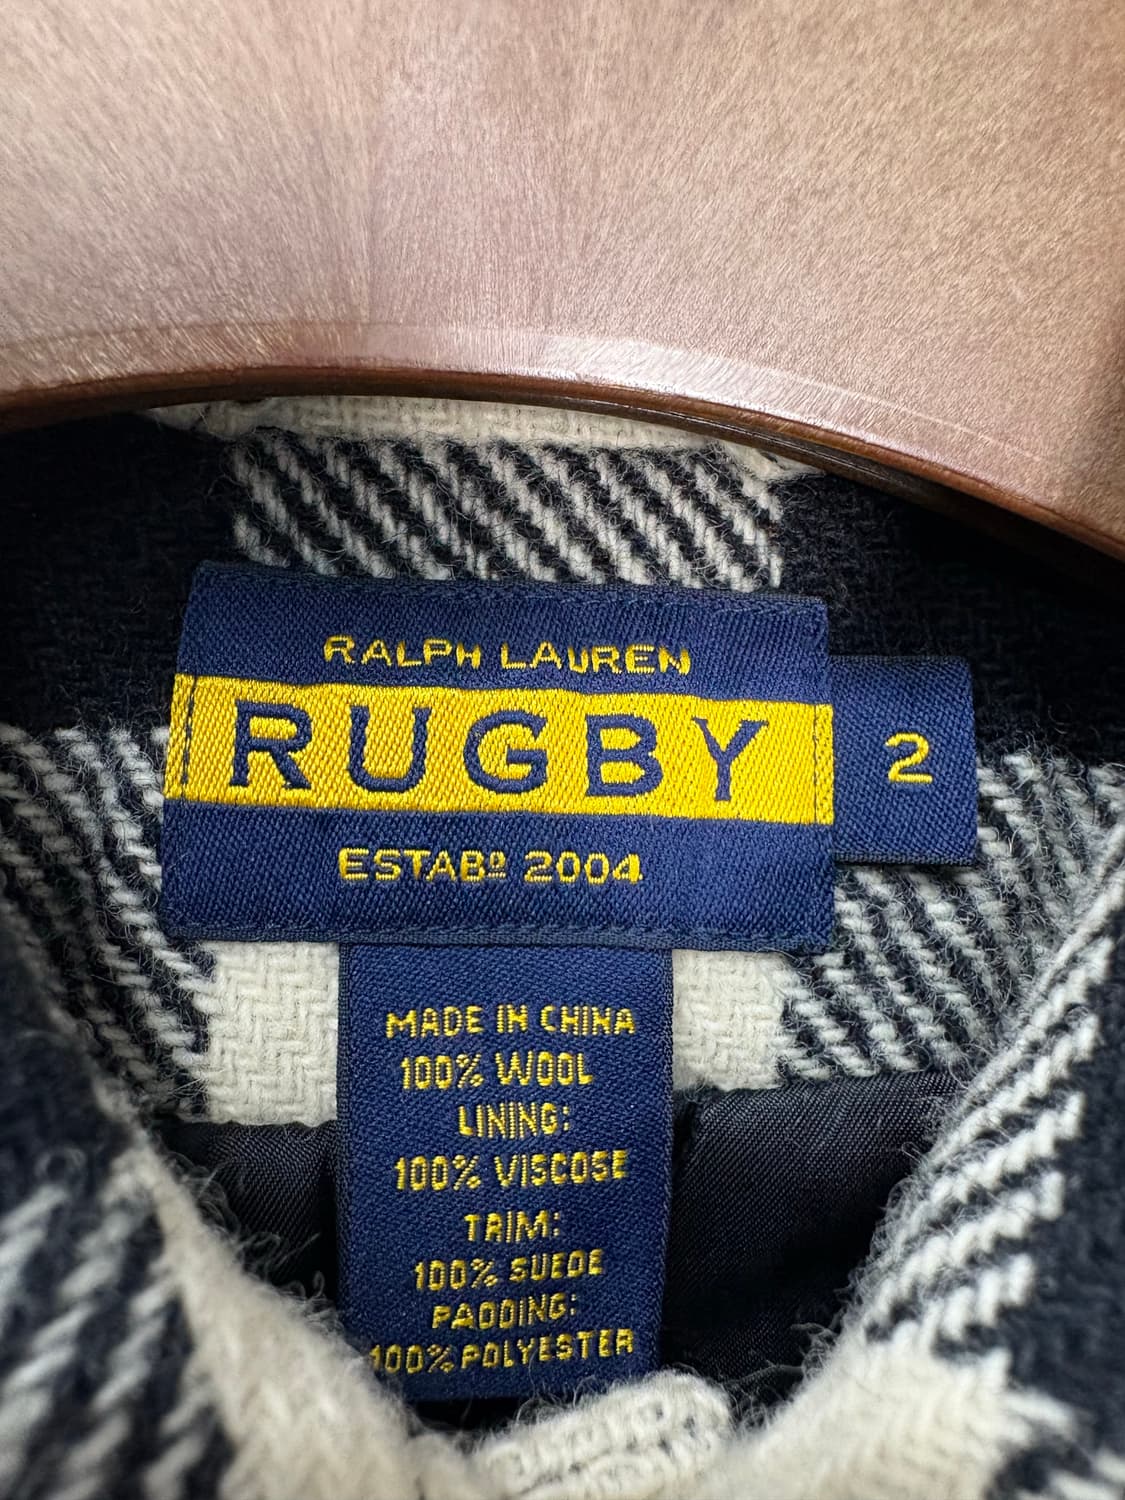 RALPH LAUREN
RUGBY
2
ESTABº 2004
MADE IN CHINA
100% WOOL
LINING:
100% VISCOSE
TRIM:
100% SUEDE
PADDING:
100% POLYESTER